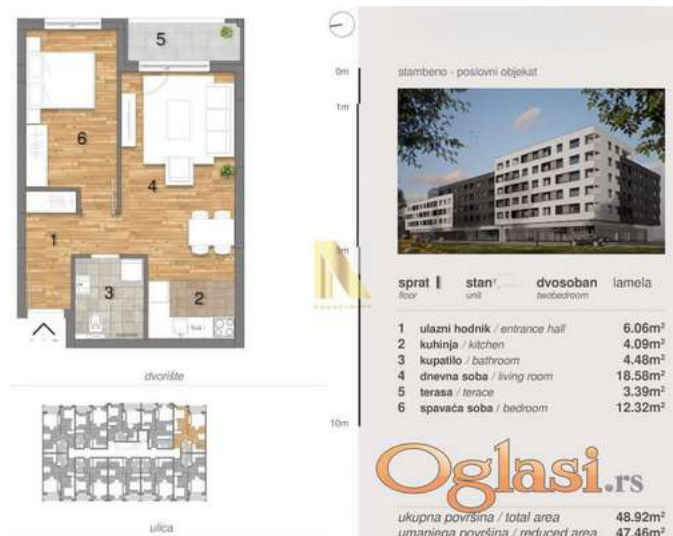 5
6
4
1
3
2
dvorište
ulica
0m
1m
5m
10m
stambeno - poslovni objekat
sprat stan dvosoban lamela
floor unit twobedroom
1 ulazni hodnik / entrance hall 6.06m²
2 kuhinja / kitchen 4.09m²
3 kupatilo / bathroom 4.48m²
4 dnevna soba / living room 18.58m²
5 terasa / terace 3.39m²
6 spavaća soba / bedroom 12.32m²
Oglasi.rs
ukupna površina / total area 48.92m²
umanjena površina / reduced area 47.46m²